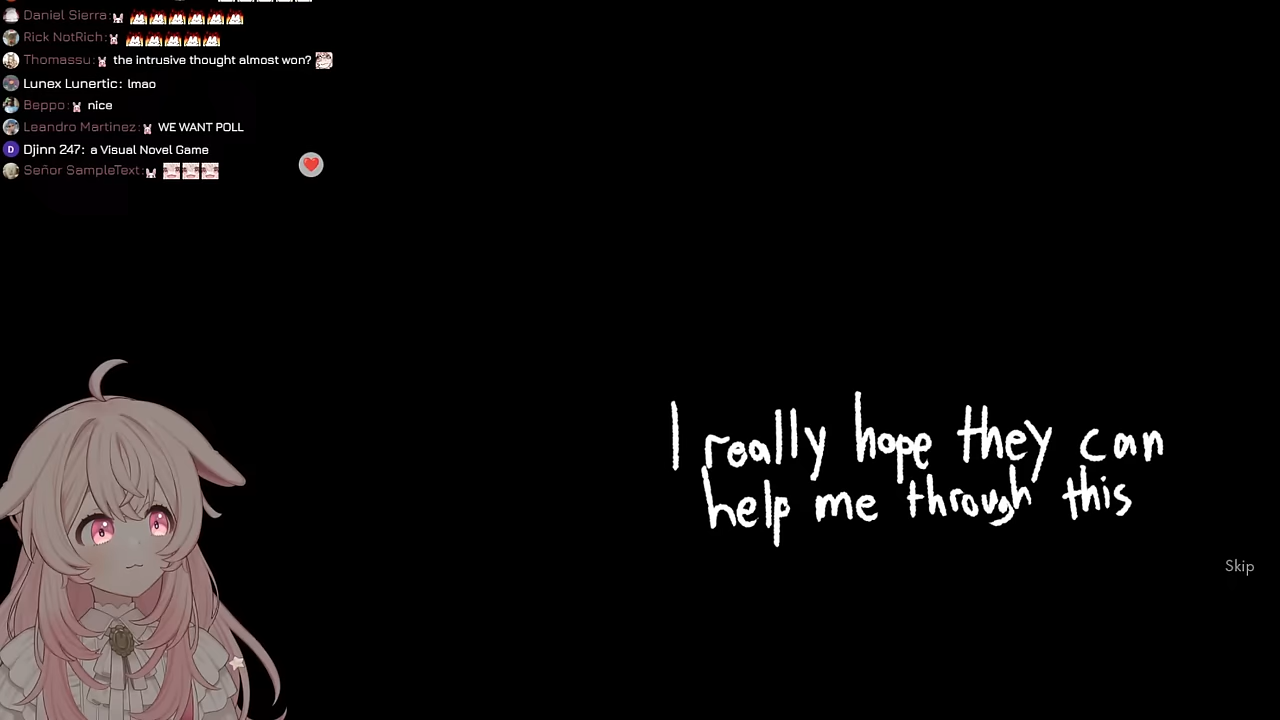 Daniel Sierra:
Rick NotRich:
Thomassu: the intrusive thought almost won?
Lunex Lunertic: lmao
Beppo: nice
Leandro Martinez: WE WANT POLL
D Djinn 247: a Visual Novel Game
Señor SampleText:
I really hope they can
help me through this
Skip